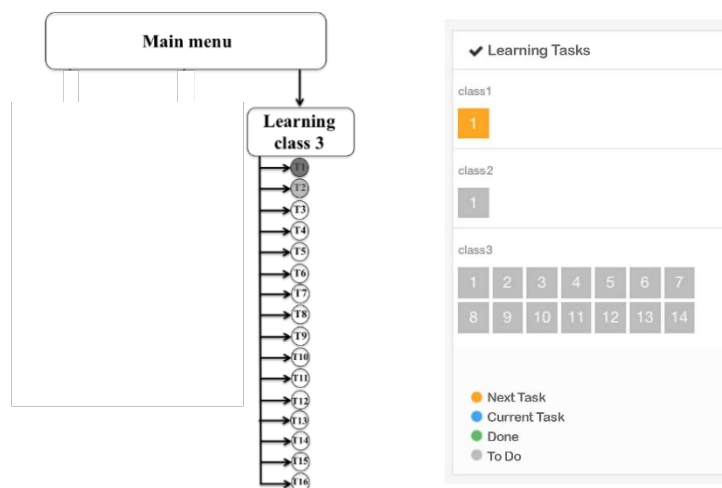 Main menu
Learning
class 3
T1
T2
T3
T4
T5
T6
T7
T8
T9
T10
T11
T12
T13
T14
T15
T16
Learning Tasks
class1
1
class2
1
class3
1 2 3 4 5 6 7
8 9 10 11 12 13 14
Next Task
Current Task
Done
To Do